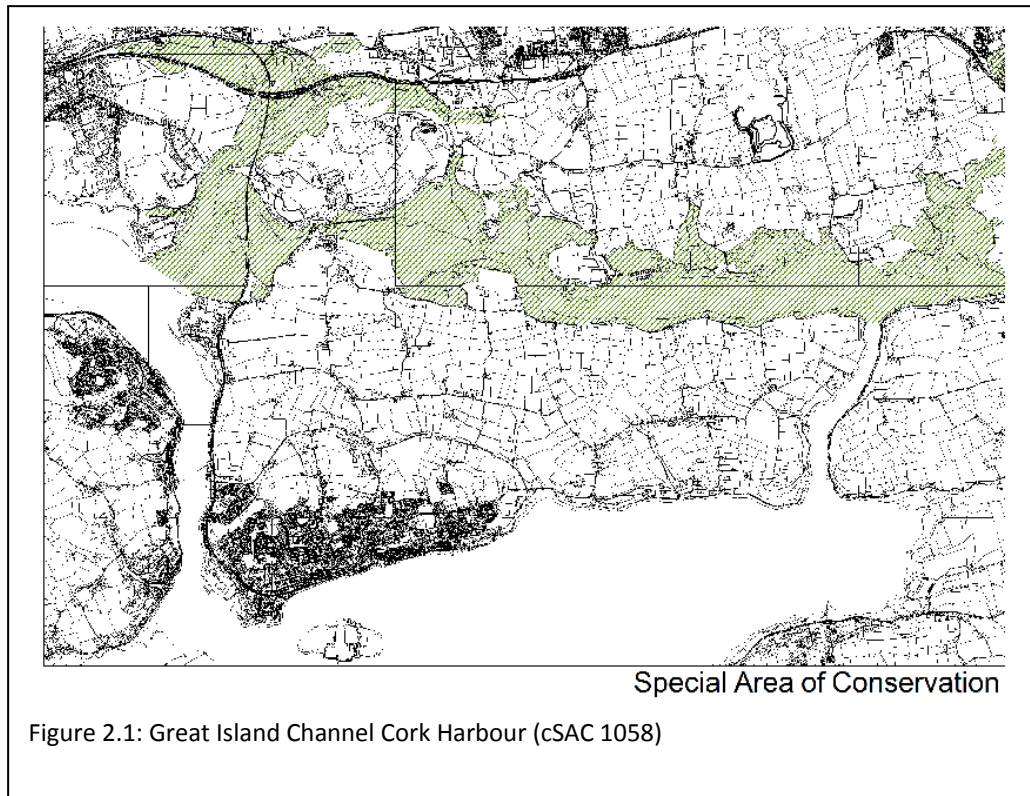 Special Area of Conservation
Figure 2.1: Great Island Channel Cork Harbour (cSAC 1058)